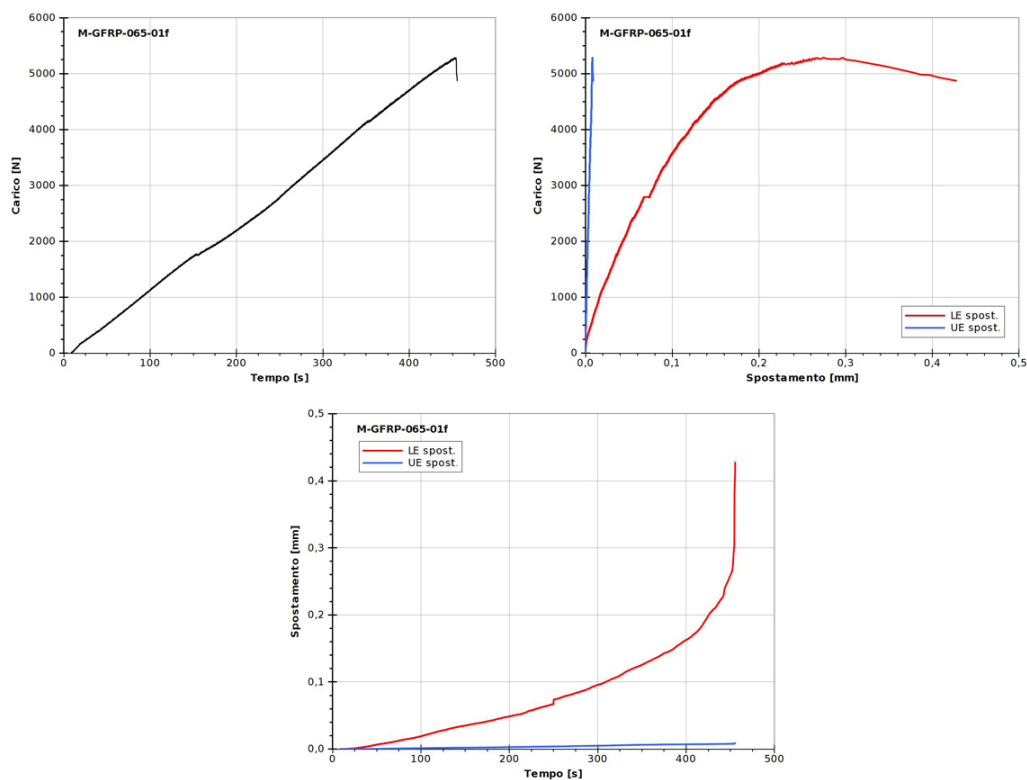 M-GFRP-065-01f
Carico [N]
6000
5000
4000
3000
2000
1000
0
0 100 200 300 400 500
Tempo [s]
M-GFRP-065-01f
Carico [N]
6000
5000
4000
3000
2000
1000
0
LE spost.
UE spost.
0,0 0,1 0,2 0,3 0,4 0,5
Spostamento [mm]
M-GFRP-065-01f
LE spost.
UE spost.
Spostamento [mm]
0,5
0,4
0,3
0,2
0,1
0,0
0 100 200 300 400 500
Tempo [s]